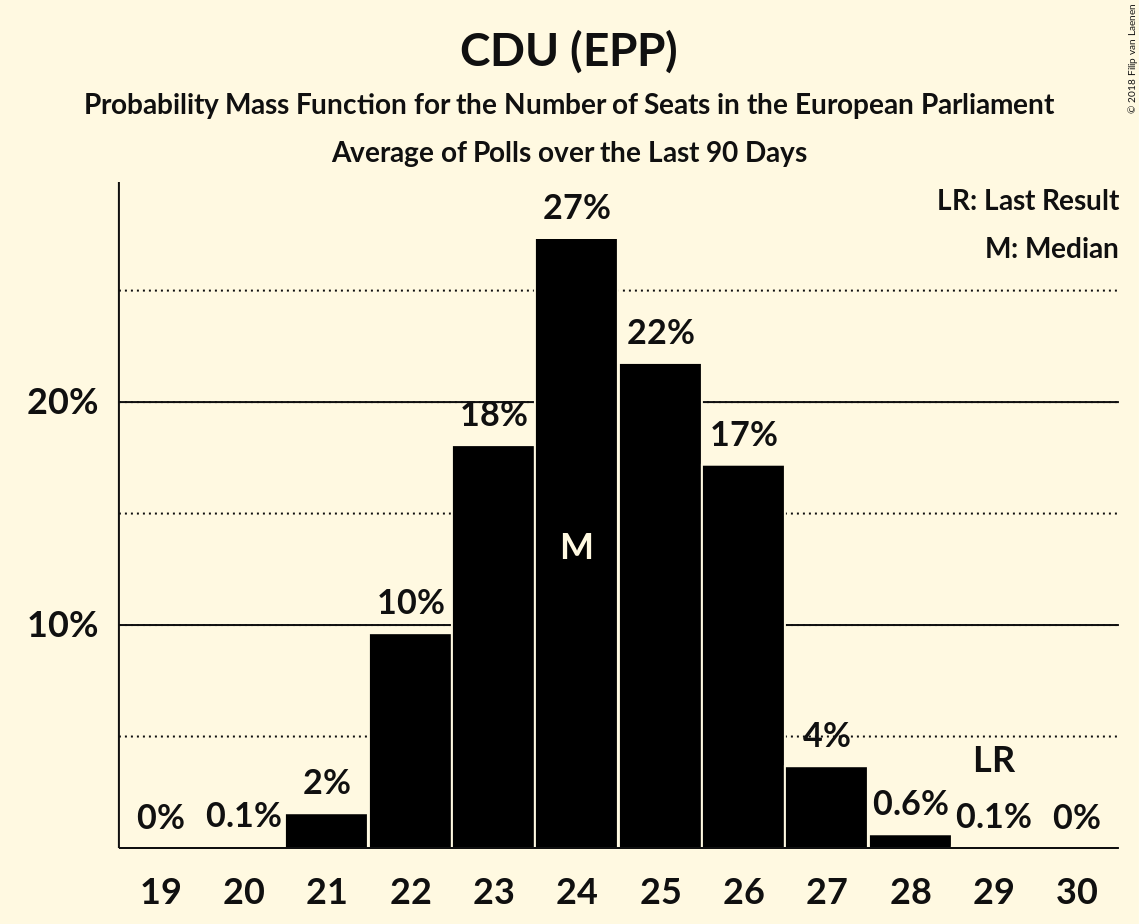 CDU (EPP)
Probability Mass Function for the Number of Seats in the European Parliament
Average of Polls over the Last 90 Days
© 2018 Filip van Laenen
LR: Last Result
M: Median
27%
22%
20%
18%
17%
M
10%
10%
4%
LR
2%
0.6%
0%
0.1%
0.1%
0%
19 20 21 22 23 24 25 26 27 28 29 30